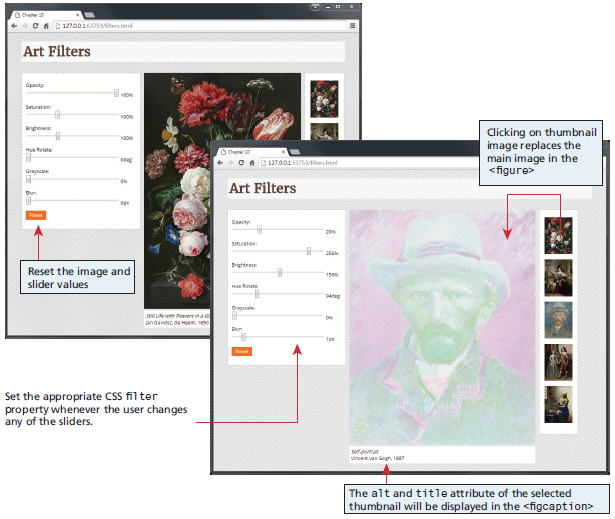 Chapter 10
127.0.0.1:63753/filters.html
Art Filters
Opacity:
100%
Saturation:
100%
Brightness:
100%
Hue Rotate:
0deg
Grayscale:
0%
Blur:
0px
Reset
Still Life with Flowers in a G
Jan Davidsz. de Heem, 1650
Reset the image and
slider values
Chapter 10
127.0.0.1:63753/filters.html
Art Filters
Opacity:
29%
Saturation:
256%
Brightness:
158%
Hue Rotate:
94deg
Grayscale:
0%
Blur:
1px
Reset
Self-portrait
Vincent van Gogh, 1887
Clicking on thumbnail
image replaces the
main image in the
<figure>
Set the appropriate CSS filter
property whenever the user changes
any of the sliders.
The alt and title attribute of the selected
thumbnail will be displayed in the <figcaption>